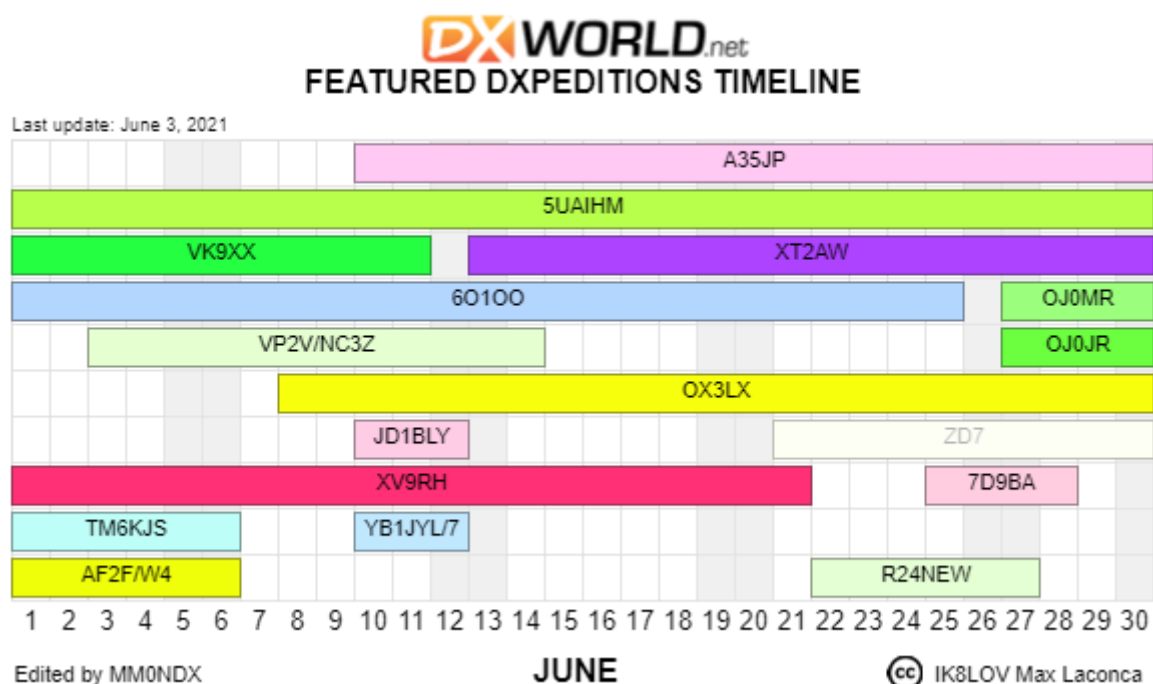 DX WORLD.net
FEATURED DXPEDITIONS TIMELINE
Last update: June 3, 2021
A35JP
5UAIHM
VK9XX XT2AW
6O1OO OJ0MR
VP2V/NC3Z OJ0JR
OX3LX
JD1BLY ZD7
XV9RH 7D9BA
TM6KJS YB1JYL/7
AF2F/W4 R24NEW
1 2 3 4 5 6 7 8 9 10 11 12 13 14 15 16 17 18 19 20 21 22 23 24 25 26 27 28 29 30
Edited by MM0NDX JUNE cc IK8LOV Max Laconca